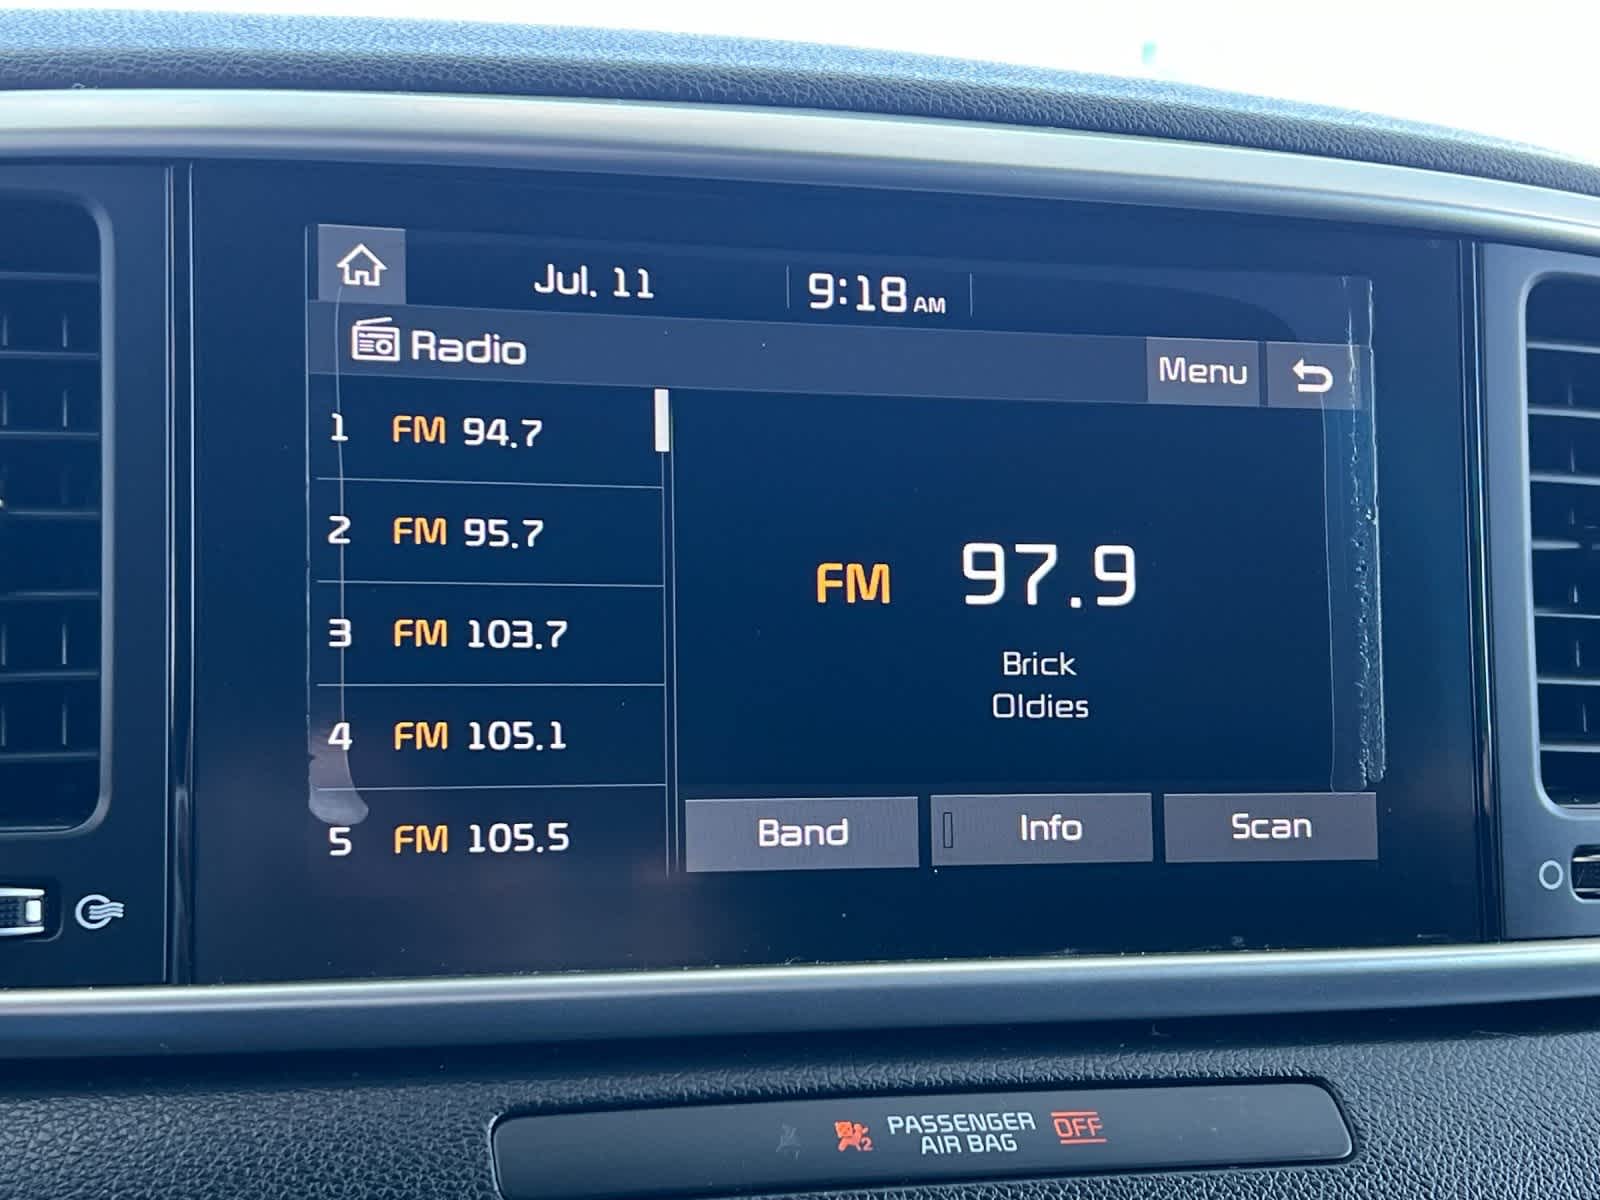 Jul. 11
9:18 AM
Radio
Menu
1 FM 94.7
2 FM 95.7
3 FM 103.7
4 FM 105.1
5 FM 105.5
FM 97.9
Brick
Oldies
Band
Info
Scan
2
PASSENGER
AIR BAG
OFF